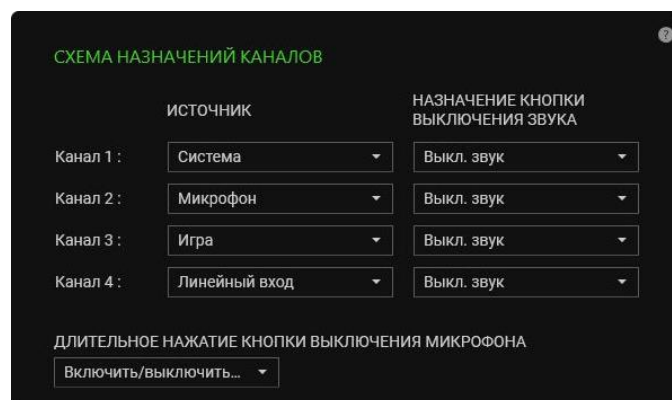 СХЕМА НАЗНАЧЕНИЙ КАНАЛОВ
?
ИСТОЧНИК
НАЗНАЧЕНИЕ КНОПКИ
ВЫКЛЮЧЕНИЯ ЗВУКА
Канал 1 : Система Выкл. звук
Канал 2 : Микрофон Выкл. звук
Канал 3 : Игра Выкл. звук
Канал 4 : Линейный вход Выкл. звук
ДЛИТЕЛЬНОЕ НАЖАТИЕ КНОПКИ ВЫКЛЮЧЕНИЯ МИКРОФОНА
Включить/выключить...